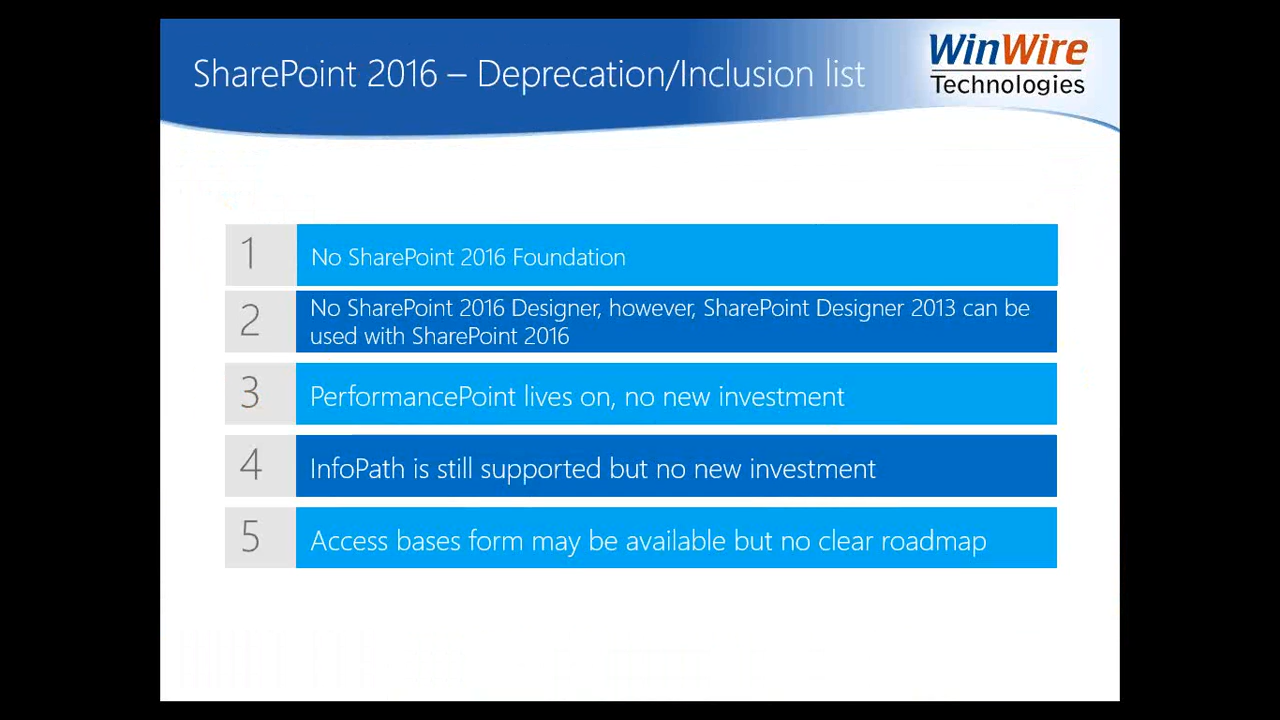 SharePoint 2016 – Deprecation/Inclusion list
WinWire
Technologies
1
No SharePoint 2016 Foundation
2
No SharePoint 2016 Designer, however, SharePoint Designer 2013 can be
used with SharePoint 2016
3
PerformancePoint lives on, no new investment
4
InfoPath is still supported but no new investment
5
Access bases form may be available but no clear roadmap